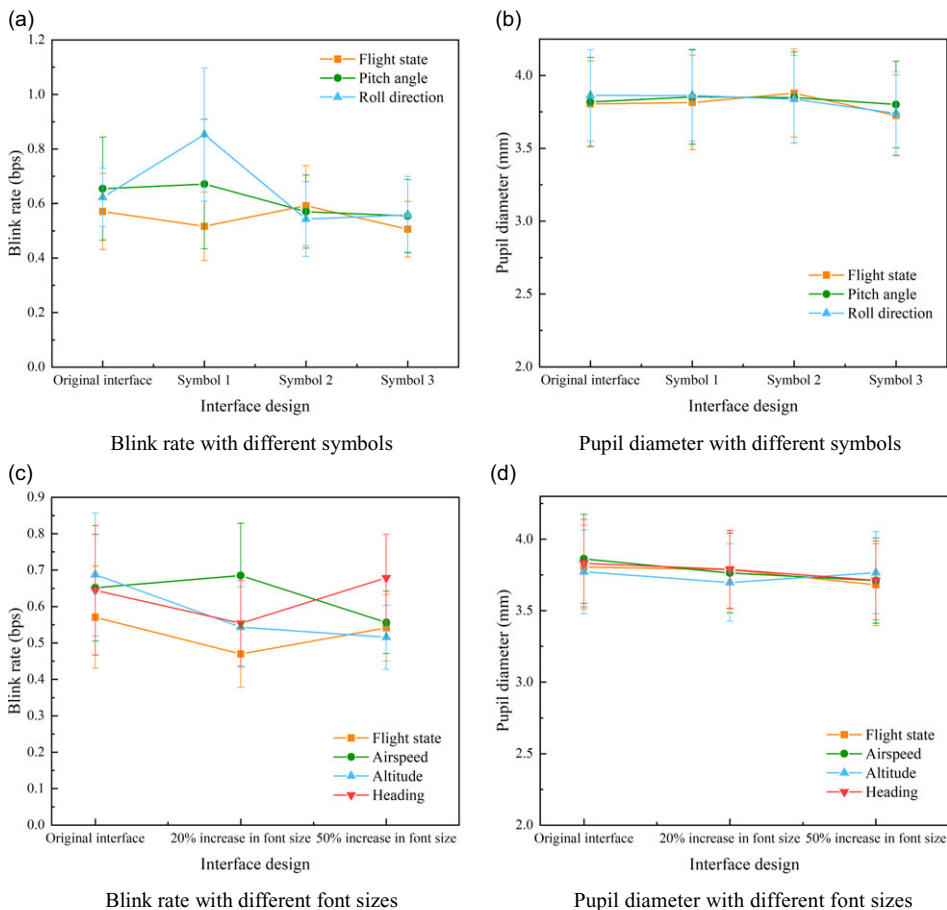 (a)
1.2
1.0
0.8
0.6
0.4
0.2
0.0
Blink rate (bps)
Flight state
Pitch angle
Roll direction
Original interface
Symbol 1
Symbol 2
Symbol 3
Interface design
Blink rate with different symbols
(b)
4.0
3.5
3.0
2.5
2.0
Pupil diameter (mm)
Flight state
Pitch angle
Roll direction
Original interface
Symbol 1
Symbol 2
Symbol 3
Interface design
Pupil diameter with different symbols
(c)
0.9
0.8
0.7
0.6
0.5
0.4
0.3
0.2
0.1
0.0
Blink rate (bps)
Flight state
Airspeed
Altitude
Heading
Original interface
20% increase in font size
50% increase in font size
Interface design
Blink rate with different font sizes
(d)
4.0
3.5
3.0
2.5
2.0
Pupil diameter (mm)
Flight state
Airspeed
Altitude
Heading
Original interface
20% increase in font size
50% increase in font size
Interface design
Pupil diameter with different font sizes